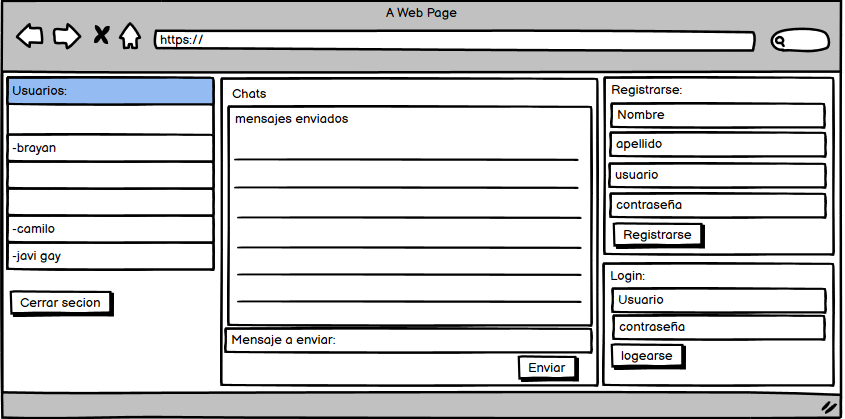 A Web Page
https://
Usuarios:
-brayan
-camilo
-javi gay
Cerrar secion
Chats
mensajes enviados
Mensaje a enviar:
Enviar
Registrarse:
Nombre
apellido
usuario
contraseña
Registrarse
Login:
Usuario
contraseña
logearse